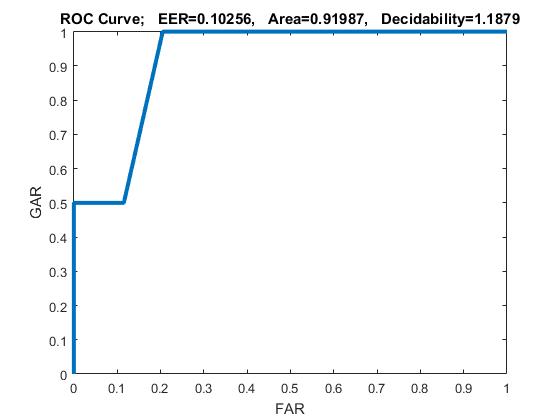 ROC Curve;   EER=0.10256,   Area=0.91987,   Decidability=1.1879
1
0.9
0.8
0.7
0.6
0.5
0.4
0.3
0.2
0.1
0
GAR
0 0.1 0.2 0.3 0.4 0.5 0.6 0.7 0.8 0.9 1
FAR